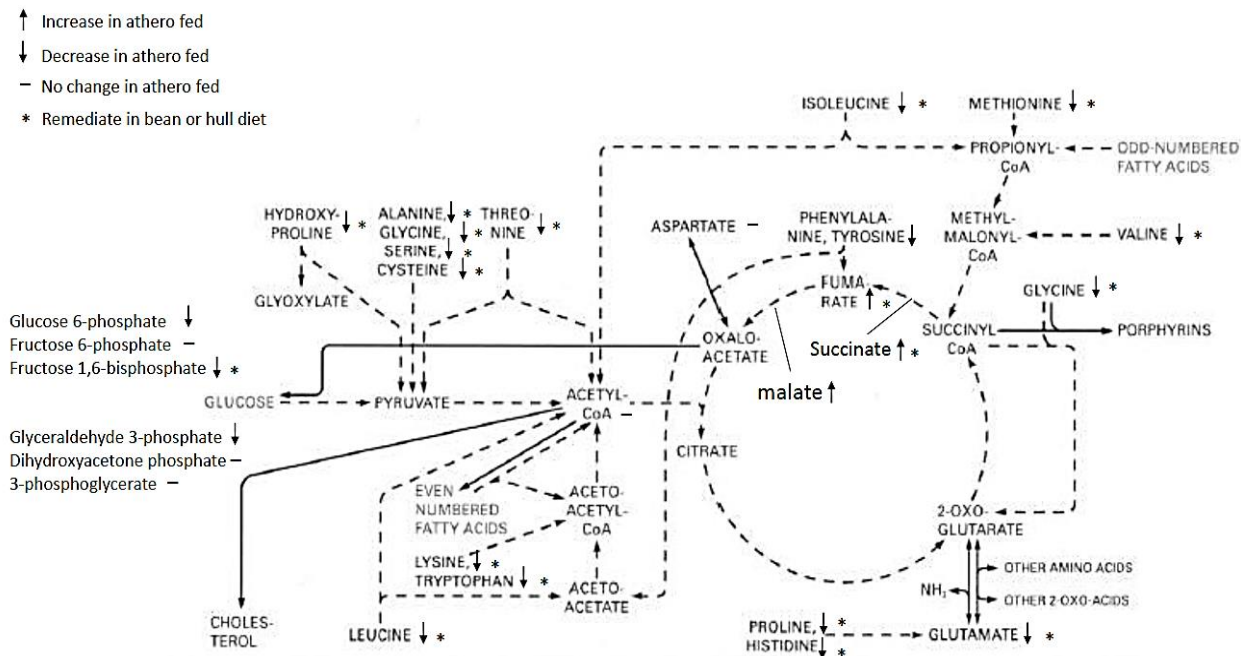 ↑ Increase in athero fed
↓ Decrease in athero fed
– No change in athero fed
* Remediate in bean or hull diet
ISOLEUCINE ↓ *
METHIONINE ↓ *
PROPIONYL-
CoA
ODD-NUMBERED
FATTY ACIDS
HYDROXY-
PROLINE ↓ *
GLYOXYLATE
ALANINE, ↓ *
GLYCINE, ↓ *
SERINE, ↓ *
CYSTEINE ↓ *
THREO-
NINE ↓ *
ASPARTATE –
PHENYLALA-
NINE, TYROSINE ↓
METHYL-
MALONYL-
CoA
VALINE ↓ *
FUMA-
RATE ↑ *
GLYCINE ↓ *
Glucose 6-phosphate ↓
Fructose 6-phosphate –
Fructose 1,6-bisphosphate ↓ *
OXALO-
ACETATE
SUCCINYL
CoA
PORPHYRINS
Succinate ↑ *
malate ↑
GLUCOSE
PYRUVATE
ACETYL-
CoA –
Glyceraldehyde 3-phosphate ↓
Dihydroxyacetone phosphate –
3-phosphoglycerate –
CITRATE
EVEN
NUMBERED
FATTY ACIDS
ACETO-
ACETYL-
CoA
2-OXO-
GLUTARATE
LYSINE, ↓ *
TRYPTOPHAN ↓ *
ACETO-
ACETATE
OTHER AMINO ACIDS
NH₃
OTHER 2-OXO-ACIDS
CHOLES-
TEROL
LEUCINE ↓ *
PROLINE, ↓ *
HISTIDINE ↓ *
GLUTAMATE ↓ *